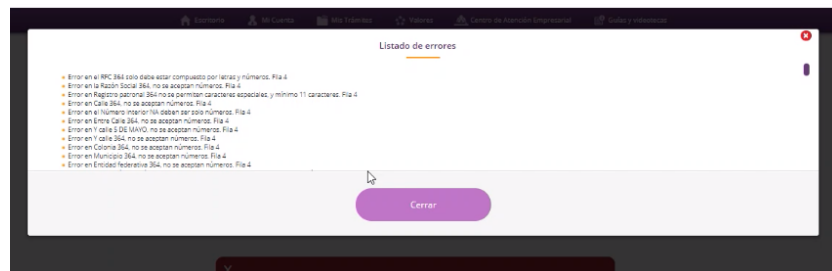 Escritorio Mi Cuenta Mis Trámites Valoras Centro de Atención Empresarial Guías y videoteces
Listado de errores
Error en el RFC 364 solo debe estar compuesto por letras y números. Fila 4
Error en la Razón Social 364, no se aceptan números. Fila 4
Error en Registro patronal 364 no se permiten caracteres especiales, y mínimo 11 caracteres. Fila 4
Error en Calle 364, no se aceptan números. Fila 4
Error en el Número interior NA deben ser solo números. Fila 4
Error en Entre Calle 364, no se aceptan números. Fila 4
Error en Y calle 5 DE MAYO, no se aceptan números. Fila 4
Error en Y calle 364, no se aceptan números. Fila 4
Error en Colonia 364, no se aceptan números. Fila 4
Error en Municipio 364, no se aceptan números. Fila 4
Error en Entidad federativa 364, no se aceptan números. Fila 4
Cerrar